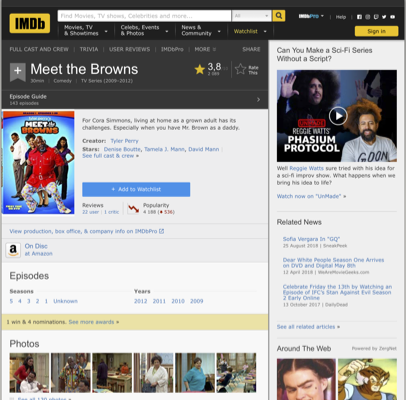 IMDb
Find Movies, TV shows, Celebrities and more...
All
IMDbPro
Help
Movies, TV & Showtimes
Celebs, Events & Photos
News & Community
Watchlist
Sign in
FULL CAST AND CREW | TRIVIA | USER REVIEWS | IMDbPro | MORE
SHARE
Meet the Browns
30min | Comedy | TV Series (2009–2012)
3,8
Rate This
Episode Guide
143 episodes
MEET THE BROWNS
For Cora Simmons, living at home as a grown adult has its challenges. Especially when you have Mr. Brown as a daddy.
Creator: Tyler Perry
Stars: Denise Boutte, Tamela J. Mann, David Mann |
See full cast & crew »
+ Add to Watchlist
Reviews
22 user | 1 critic
Popularity
4 188 (536)
View production, box office, & company info on IMDbPro
a
On Disc
at Amazon
Episodes
Seasons
5 4 3 2 1 Unknown
Years
2012 2011 2010 2009
1 win & 4 nominations. See more awards »
Photos
Can You Make a Sci-Fi Series Without a Script?
REGGIE WATTS'
PHASIUM
PROTOCOL
Well Reggie Watts sure tried with his idea for a sci-fi improv show. What happens when we bring his idea to life?
Watch now on "UnMade" »
Related News
Sofia Vergara In "GQ"
25 August 2018 | SneakPeek
Dear White People Season One Arrives on DVD and Digital May 8th
12 April 2018 | WeAreMovieGeeks.com
Celebrate Friday the 13th by Watching an Episode of IFC's Stan Against Evil Season 2 Early Online
13 October 2017 | DailyDead
See all related articles »
Around The Web
Powered by ZergNet